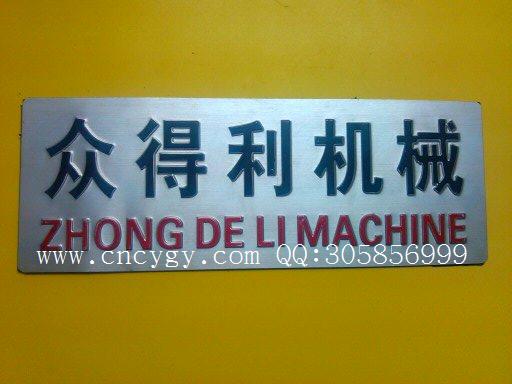 众得利机械
ZHONG DE LI MACHINE
www.cncygy.com QQ:305856999